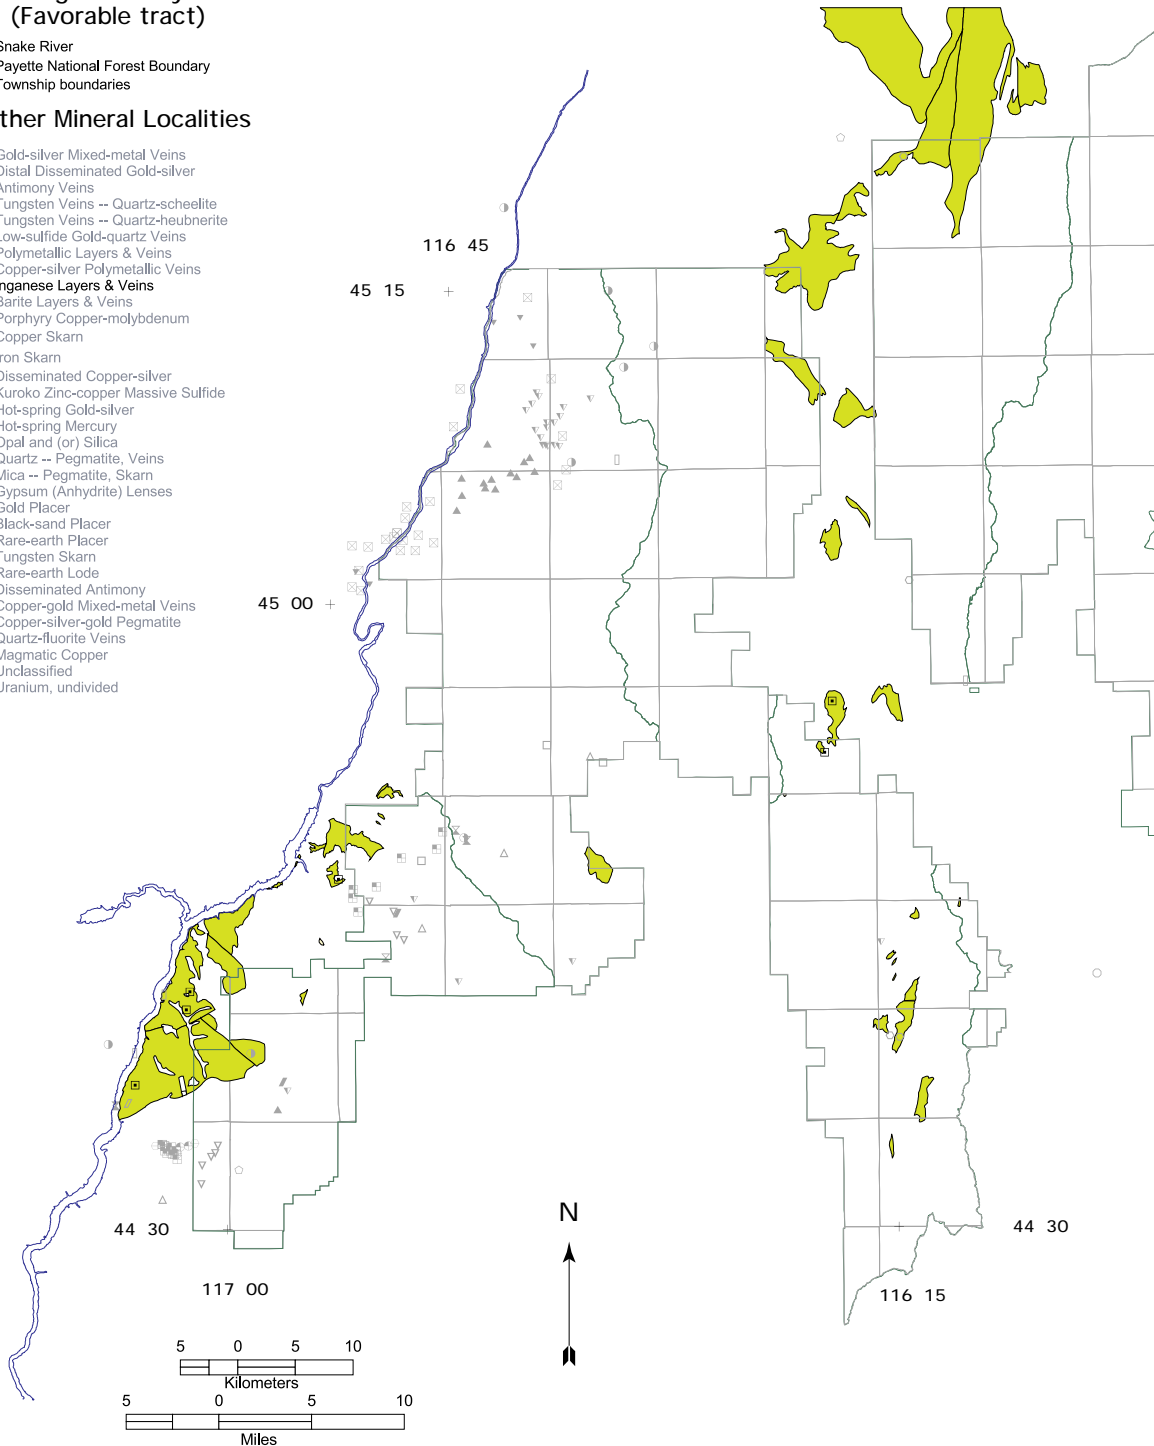 (Favorable tract)
Snake River
Payette National Forest Boundary
Township boundaries
ther Mineral Localities
Gold-silver Mixed-metal Veins
Distal Disseminated Gold-silver
Antimony Veins
Tungsten Veins -- Quartz-scheelite
Tungsten Veins -- Quartz-heubnerite
Low-sulfide Gold-quartz Veins
Polymetallic Layers & Veins
Copper-silver Polymetallic Veins
nganese Layers & Veins
Barite Layers & Veins
Porphyry Copper-molybdenum
Copper Skarn
ron Skarn
Disseminated Copper-silver
Kuroko Zinc-copper Massive Sulfide
Hot-spring Gold-silver
Hot-spring Mercury
Opal and (or) Silica
Quartz -- Pegmatite, Veins
Mica -- Pegmatite, Skarn
Gypsum (Anhydrite) Lenses
Gold Placer
Black-sand Placer
Rare-earth Placer
Tungsten Skarn
Rare-earth Lode
Disseminated Antimony
Copper-gold Mixed-metal Veins
Copper-silver-gold Pegmatite
Quartz-fluorite Veins
Magmatic Copper
Unclassified
Uranium, undivided
116 45
45 15
45 00
44 30
117 00
N
44 30
116 15
5 0 5 10
Kilometers
5 0 5 10
Miles